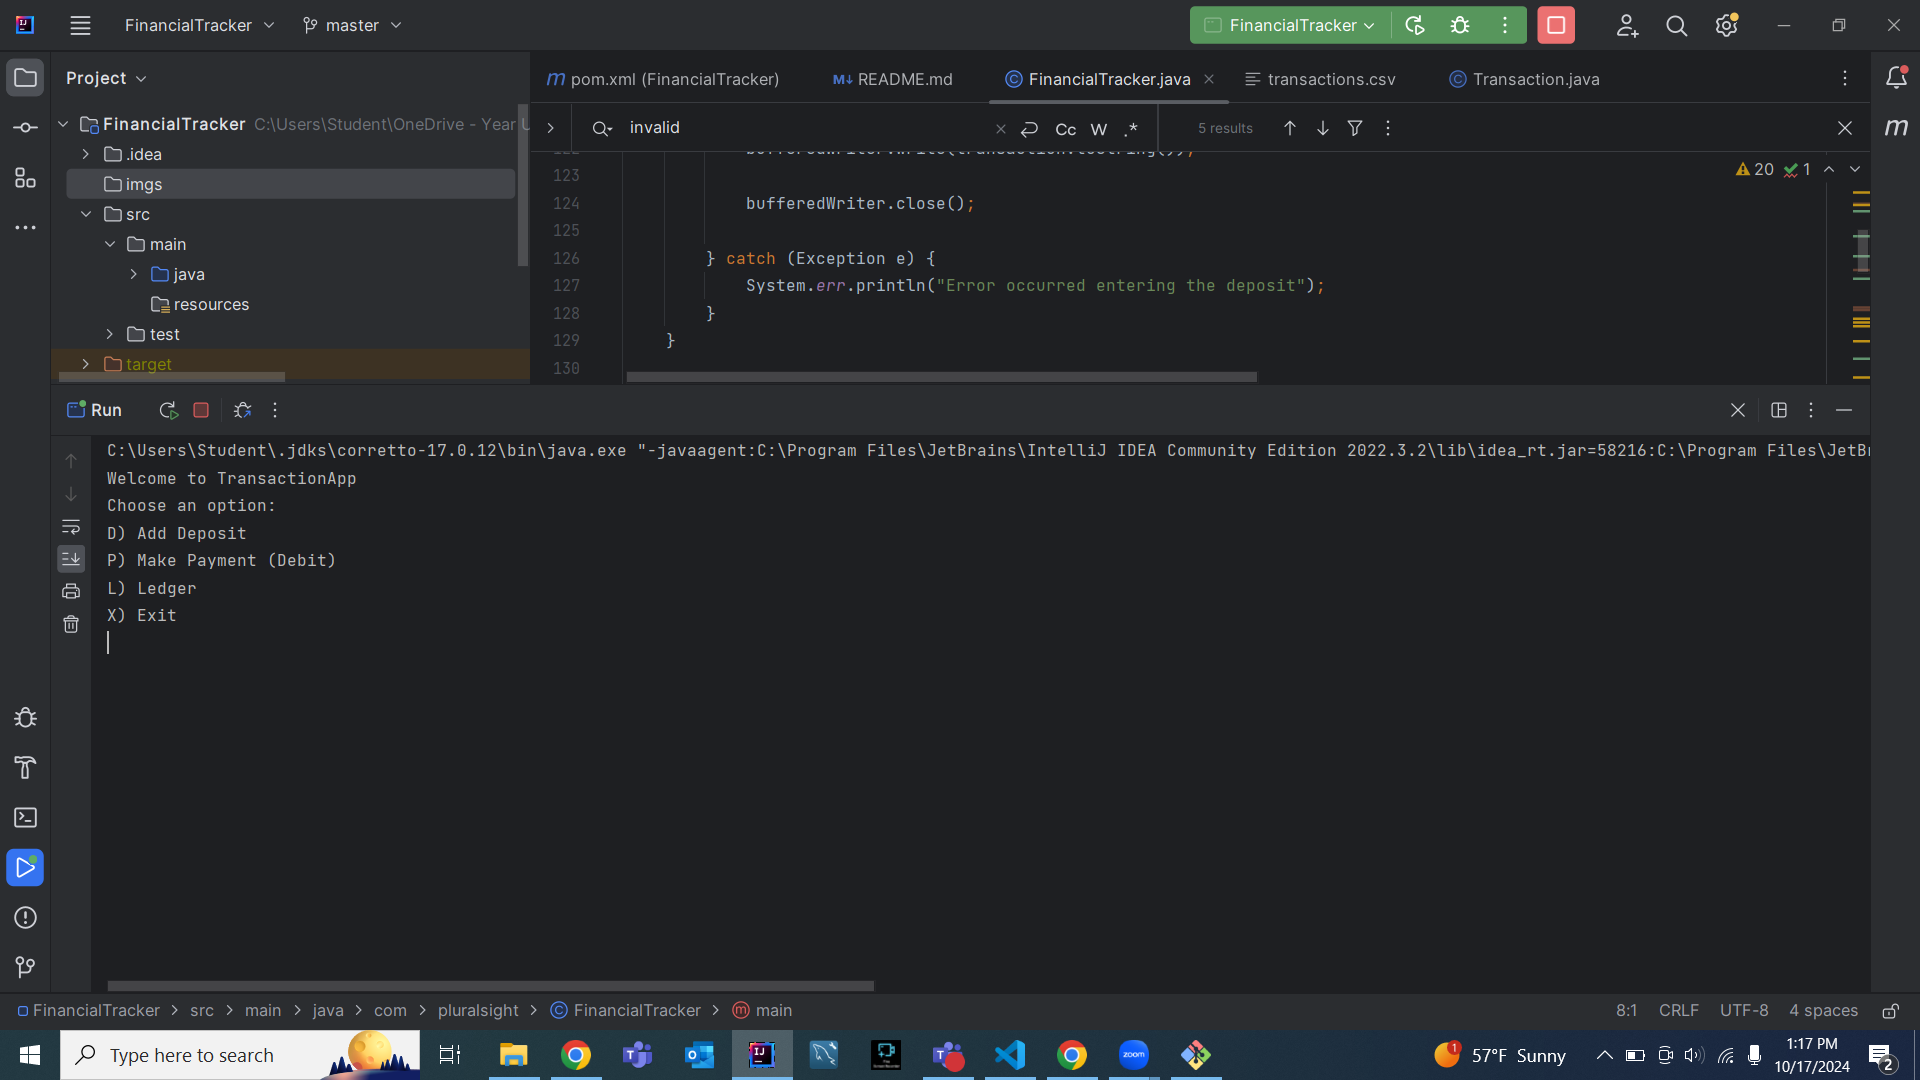 FinancialTracker
master
FinancialTracker
Project
pom.xml (FinancialTracker)
README.md
FinancialTracker.java
transactions.csv
Transaction.java
FinancialTracker C:\Users\Student\OneDrive - Year U
invalid
Cc W .*
5 results
.idea
imgs
src
main
java
resources
test
target
20 1
123
124 bufferedWriter.close();
125
126 } catch (Exception e) {
127 System.err.println("Error occurred entering the deposit");
128 }
129 }
130
Run
C:\Users\Student\.jdks\corretto-17.0.12\bin\java.exe "-javaagent:C:\Program Files\JetBrains\IntelliJ IDEA Community Edition 2022.3.2\lib\idea_rt.jar=58216:C:\Program Files\JetBr
Welcome to TransactionApp
Choose an option:
D) Add Deposit
P) Make Payment (Debit)
L) Ledger
X) Exit
FinancialTracker > src > main > java > com > pluralsight > FinancialTracker > main
8:1 CRLF UTF-8 4 spaces
Type here to search
zoom
1
57°F Sunny
1:17 PM
10/17/2024
2